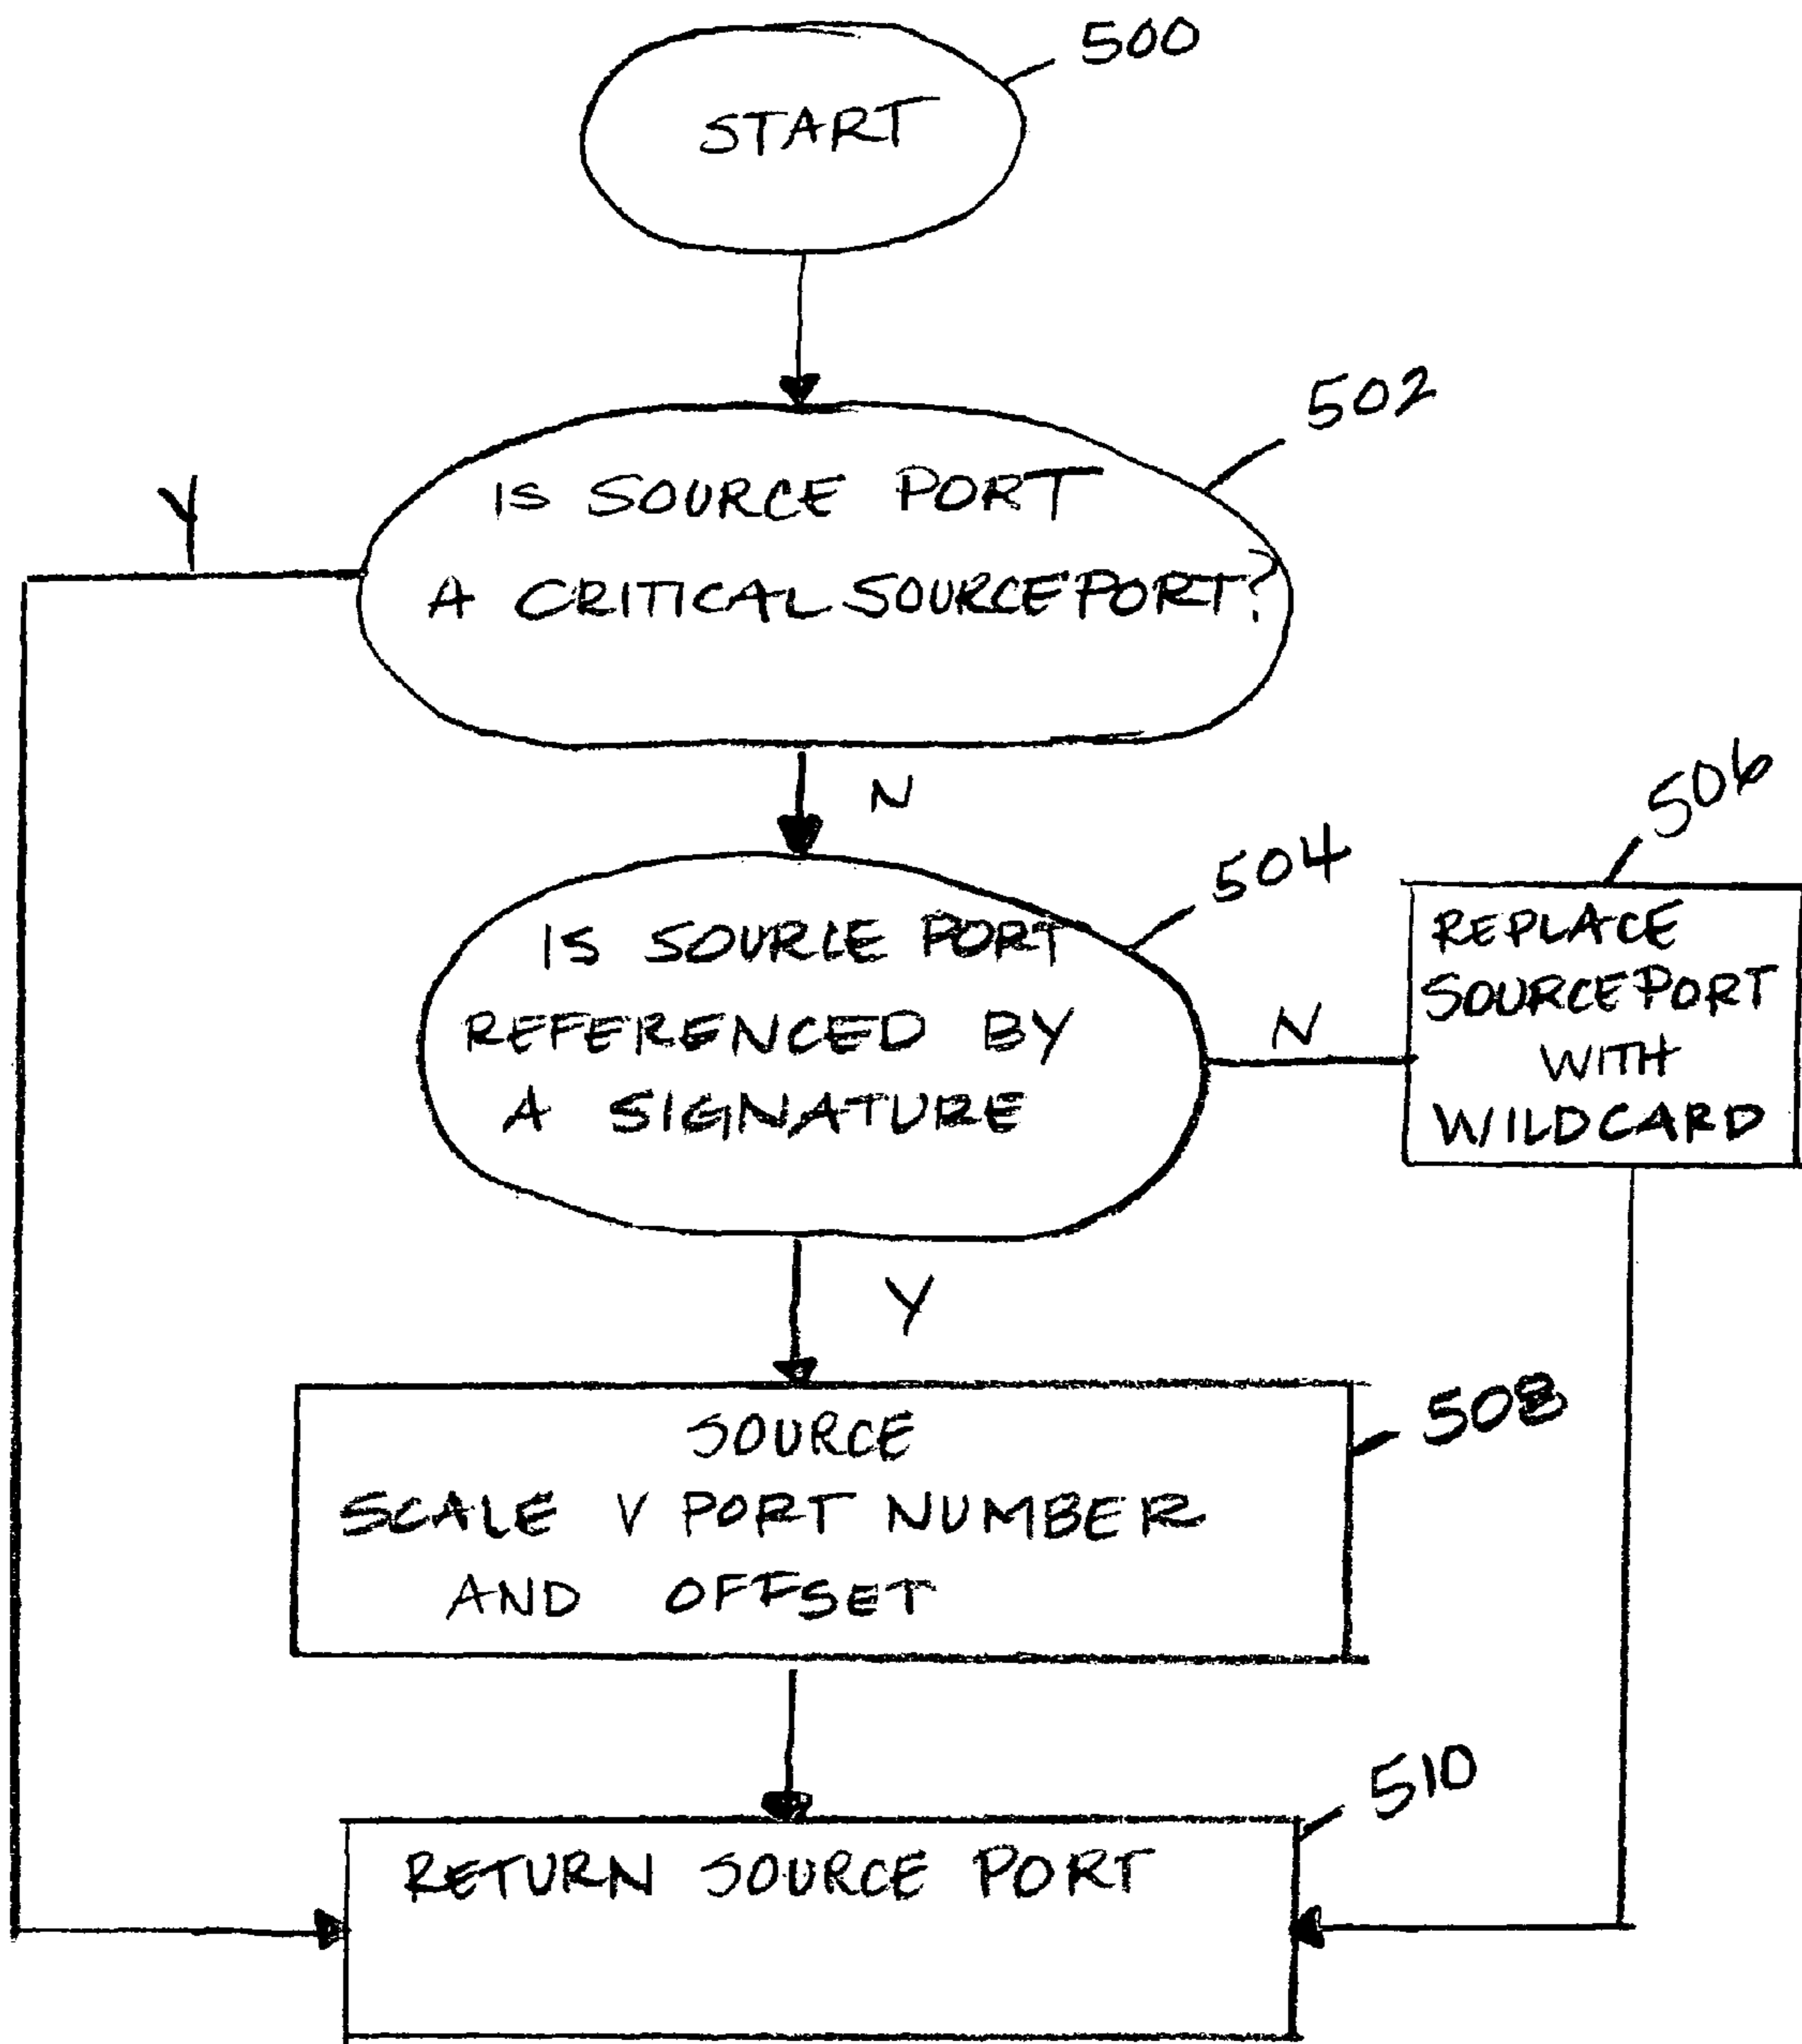 500
START
502
Y
IS SOURCE PORT
A CRITICAL SOURCE PORT?
N
504
506
IS SOURCE PORT
REFERENCED BY
A SIGNATURE
N
REPLACE
SOURCE PORT
WITH
WILDCARD
Y
508
SOURCE
SCALE V PORT NUMBER
AND OFFSET
510
RETURN SOURCE PORT